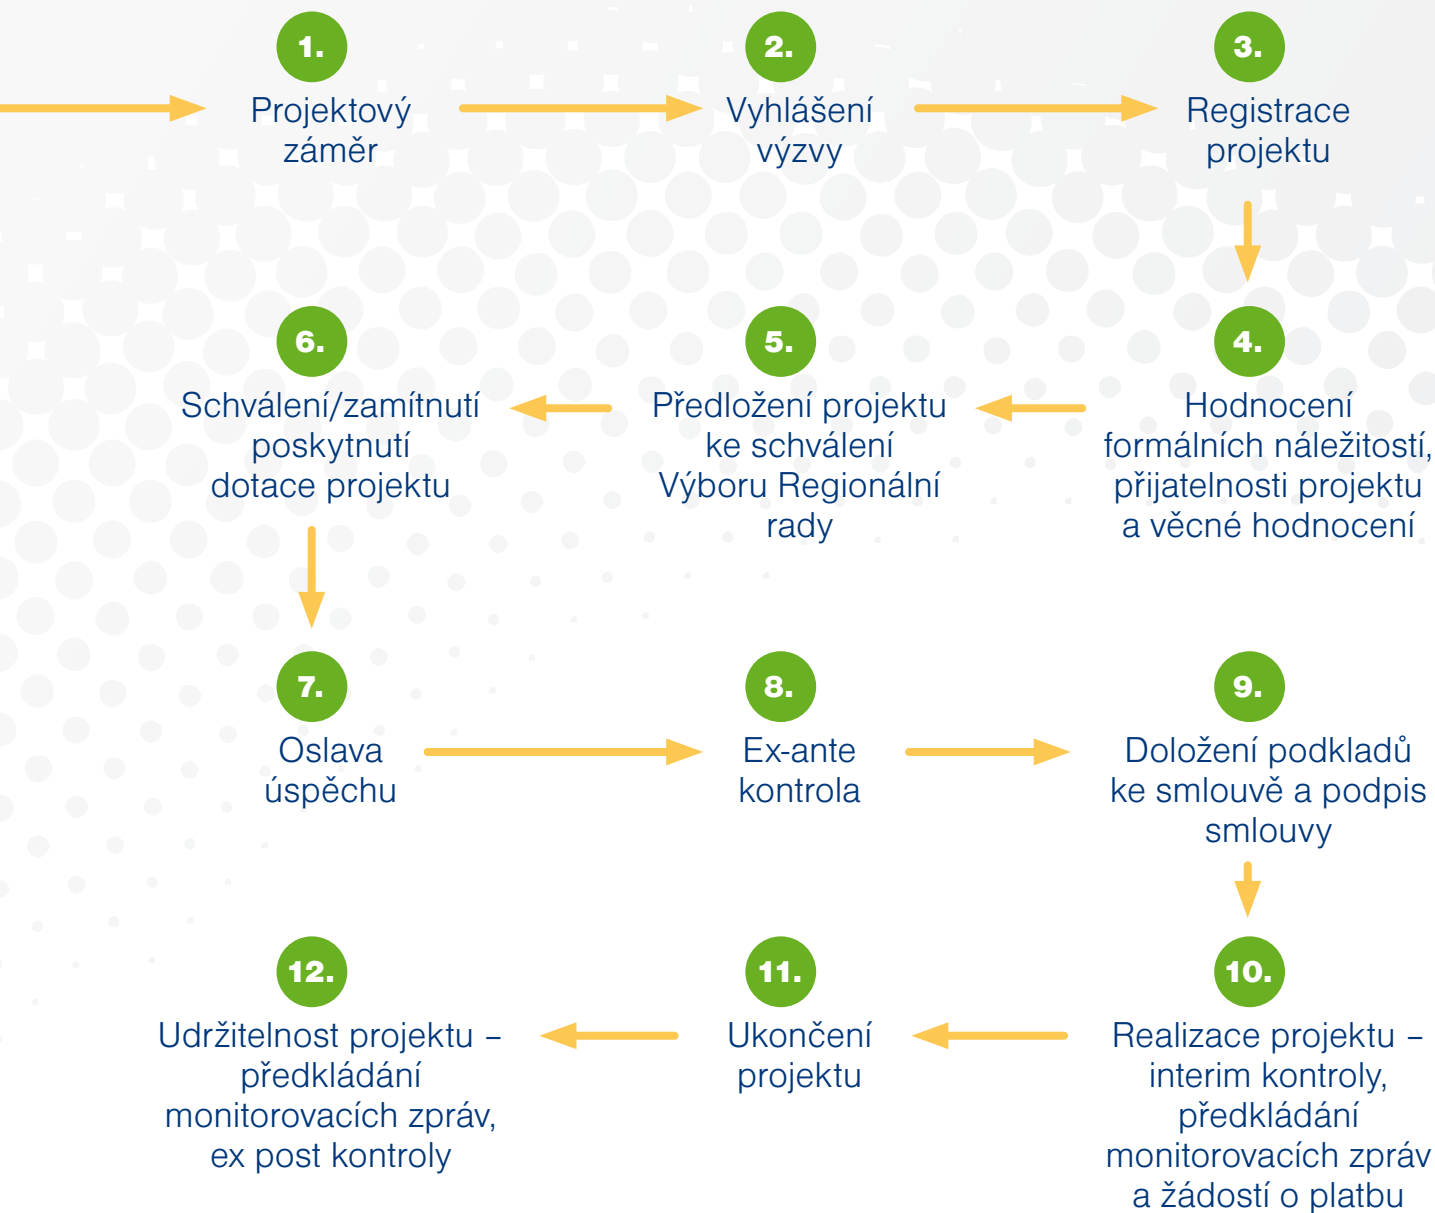 1.
Projektový
záměr
2.
Vyhlášení
výzvy
3.
Registrace
projektu
4.
Hodnocení
formálních náležitostí,
přijatelnosti projektu
a věcné hodnocení
5.
Předložení projektu
ke schválení
Výboru Regionální
rady
6.
Schválení/zamítnutí
poskytnutí
dotace projektu
7.
Oslava
úspěchu
8.
Ex-ante
kontrola
9.
Doložení podkladů
ke smlouvě a podpis
smlouvy
10.
Realizace projektu –
interim kontroly,
předkládání
monitorovacích zpráv
a žádostí o platbu
11.
Ukončení
projektu
12.
Udržitelnost projektu –
předkládání
monitorovacích zpráv,
ex post kontroly